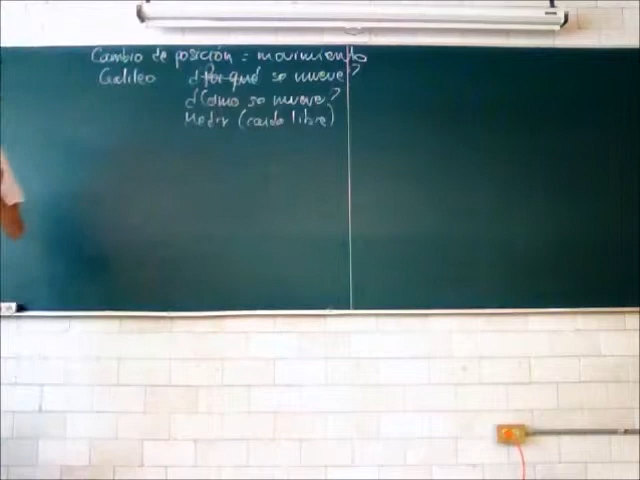 Cambio de posición = movimiento
Galileo ¿Por qué se mueve?
¿Cómo se mueve?
Medir (caída libre)